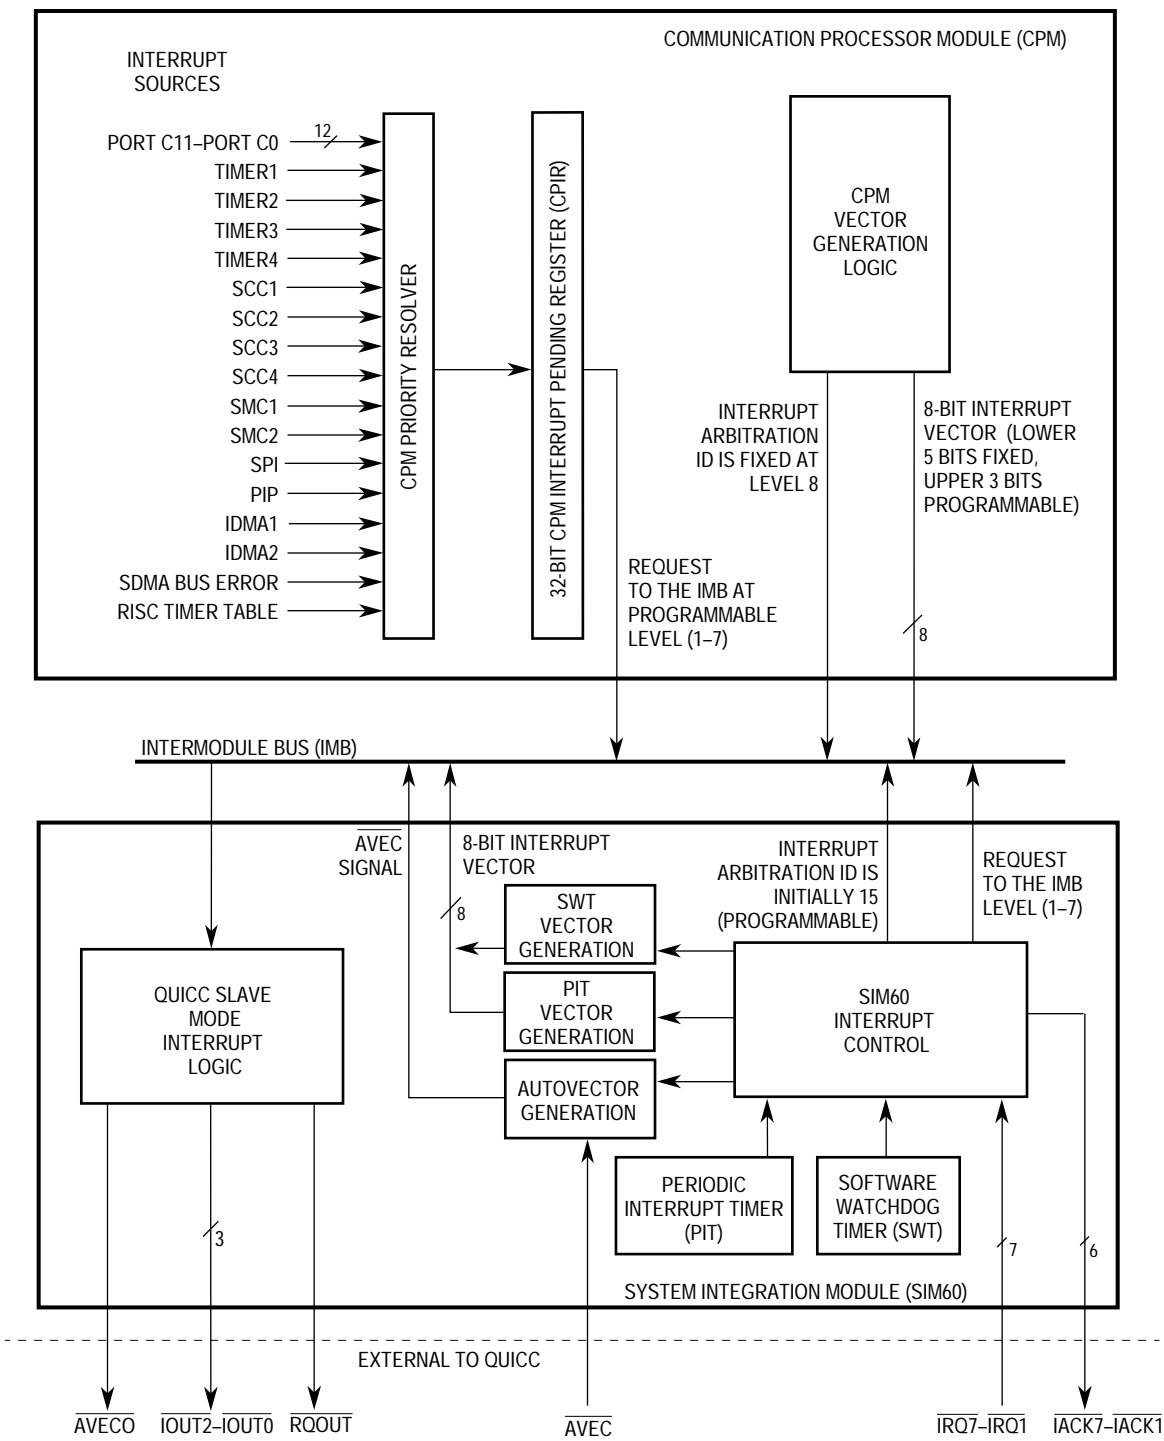 COMMUNICATION PROCESSOR MODULE (CPM)
INTERRUPT
SOURCES
PORT C11–PORT C0
12
TIMER1
TIMER2
TIMER3
TIMER4
SCC1
SCC2
SCC3
SCC4
SMC1
SMC2
SPI
PIP
IDMA1
IDMA2
SDMA BUS ERROR
RISC TIMER TABLE
CPM PRIORITY RESOLVER
32-BIT CPM INTERRUPT PENDING REGISTER (CPIR)
CPM
VECTOR
GENERATION
LOGIC
INTERRUPT
ARBITRATION
ID IS FIXED AT
LEVEL 8
8-BIT INTERRUPT
VECTOR (LOWER
5 BITS FIXED,
UPPER 3 BITS
PROGRAMMABLE)
REQUEST
TO THE IMB AT
PROGRAMMABLE
LEVEL (1–7)
8
INTERMODULE BUS (IMB)
AVEC
SIGNAL
8-BIT INTERRUPT
VECTOR
8
INTERRUPT
ARBITRATION ID IS
INITIALLY 15
(PROGRAMMABLE)
REQUEST
TO THE IMB
LEVEL (1–7)
SWT
VECTOR
GENERATION
PIT
VECTOR
GENERATION
AUTOVECTOR
GENERATION
QUICC SLAVE
MODE
INTERRUPT
LOGIC
SIM60
INTERRUPT
CONTROL
PERIODIC
INTERRUPT TIMER
(PIT)
SOFTWARE
WATCHDOG
TIMER (SWT)
3
7
6
SYSTEM INTEGRATION MODULE (SIM60)
EXTERNAL TO QUICC
AVECO
IOUT2–IOUT0
RQOUT
AVEC
IRQ7–IRQ1
IACK7–IACK1